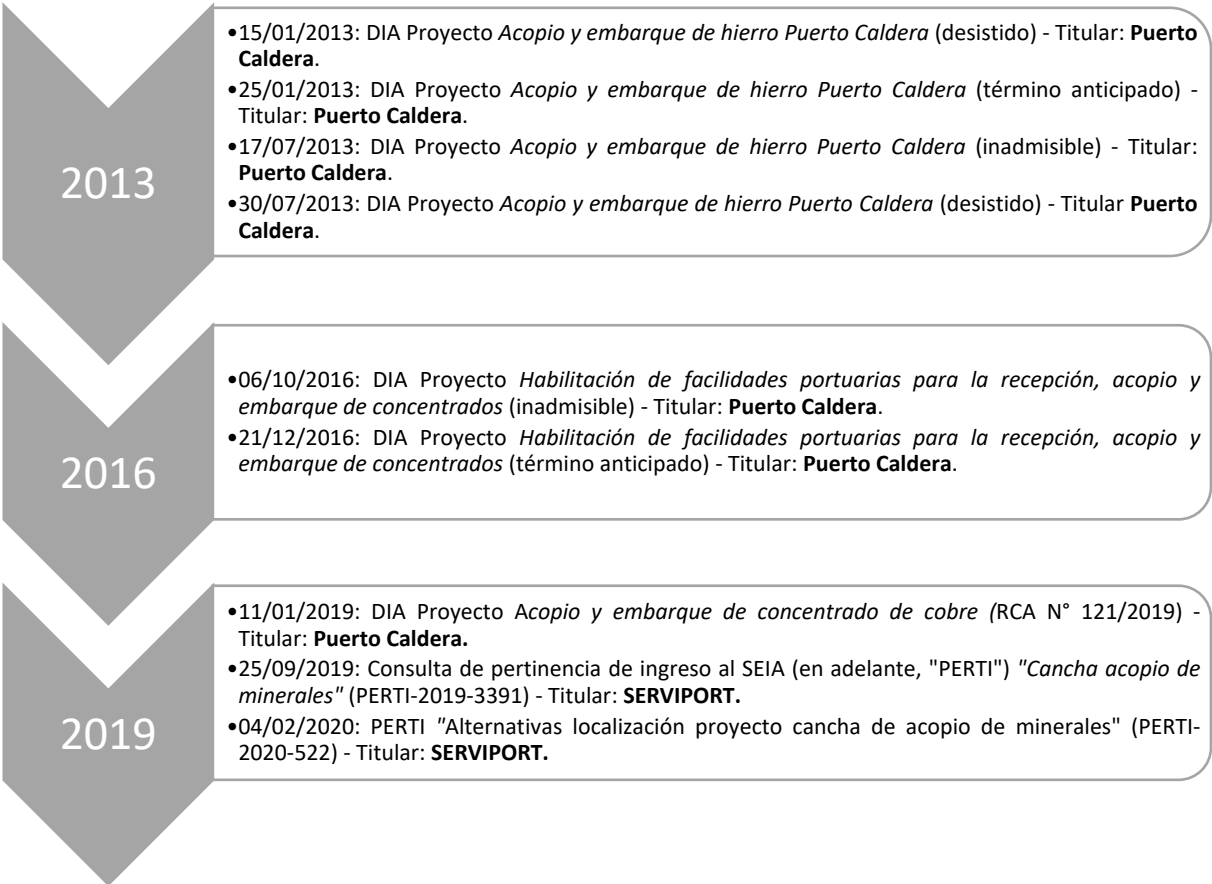 2013
•15/01/2013: DIA Proyecto Acopio y embarque de hierro Puerto Caldera (desistido) - Titular: Puerto
Caldera.
•25/01/2013: DIA Proyecto Acopio y embarque de hierro Puerto Caldera (término anticipado) -
Titular: Puerto Caldera.
•17/07/2013: DIA Proyecto Acopio y embarque de hierro Puerto Caldera (inadmisible) - Titular:
Puerto Caldera.
•30/07/2013: DIA Proyecto Acopio y embarque de hierro Puerto Caldera (desistido) - Titular Puerto
Caldera.
2016
•06/10/2016: DIA Proyecto Habilitación de facilidades portuarias para la recepción, acopio y
embarque de concentrados (inadmisible) - Titular: Puerto Caldera.
•21/12/2016: DIA Proyecto Habilitación de facilidades portuarias para la recepción, acopio y
embarque de concentrados (término anticipado) - Titular: Puerto Caldera.
2019
•11/01/2019: DIA Proyecto Acopio y embarque de concentrado de cobre (RCA N° 121/2019) -
Titular: Puerto Caldera.
•25/09/2019: Consulta de pertinencia de ingreso al SEIA (en adelante, "PERTI") "Cancha acopio de
minerales" (PERTI-2019-3391) - Titular: SERVIPORT.
•04/02/2020: PERTI "Alternativas localización proyecto cancha de acopio de minerales" (PERTI-
2020-522) - Titular: SERVIPORT.